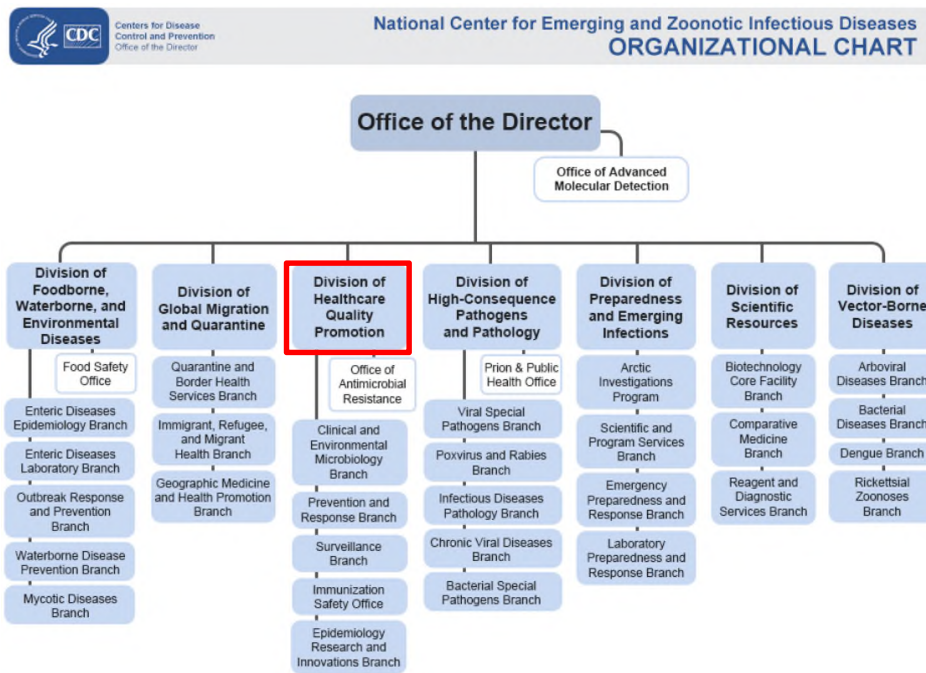 CDC
Centers for Disease
Control and Prevention
Office of the Director
National Center for Emerging and Zoonotic Infectious Diseases
ORGANIZATIONAL CHART
Office of the Director
Office of Advanced
Molecular Detection
Division of
Foodborne,
Waterborne, and
Environmental
Diseases
Food Safety
Office
Enteric Diseases
Epidemiology Branch
Enteric Diseases
Laboratory Branch
Outbreak Response
and Prevention
Branch
Waterborne Disease
Prevention Branch
Mycotic Diseases
Branch
Division of
Global Migration
and Quarantine
Quarantine and
Border Health
Services Branch
Immigrant, Refugee,
and Migrant
Health Branch
Geographic Medicine
and Health Promotion
Branch
Division of
Healthcare
Quality
Promotion
Office of
Antimicrobial
Resistance
Clinical and
Environmental
Microbiology
Branch
Prevention and
Response Branch
Surveillance
Branch
Immunization
Safety Office
Epidemiology
Research and
Innovations Branch
Division of
High-Consequence
Pathogens
and Pathology
Prion & Public
Health Office
Viral Special
Pathogens Branch
Poxvirus and Rabies
Branch
Infectious Diseases
Pathology Branch
Chronic Viral Diseases
Branch
Bacterial Special
Pathogens Branch
Division of
Preparedness
and Emerging
Infections
Arctic
Investigations
Program
Scientific and
Program Services
Branch
Emergency
Preparedness and
Response Branch
Laboratory
Preparedness and
Response Branch
Division of
Scientific
Resources
Biotechnology
Core Facility
Branch
Comparative
Medicine
Branch
Reagent and
Diagnostic
Services Branch
Division of
Vector-Borne
Diseases
Arboviral
Diseases Branch
Bacterial
Diseases Branch
Dengue Branch
Rickettsial
Zoonoses
Branch